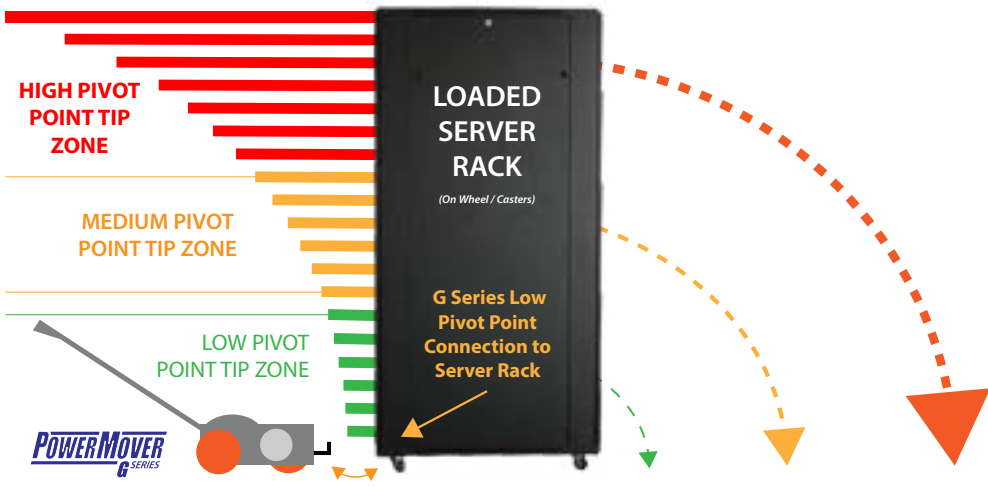 HIGH PIVOT
POINT TIP
ZONE
MEDIUM PIVOT
POINT TIP ZONE
LOW PIVOT
POINT TIP ZONE
POWERMOVER
G SERIES
LOADED
SERVER
RACK
(On Wheel / Casters)
G Series Low
Pivot Point
Connection to
Server Rack